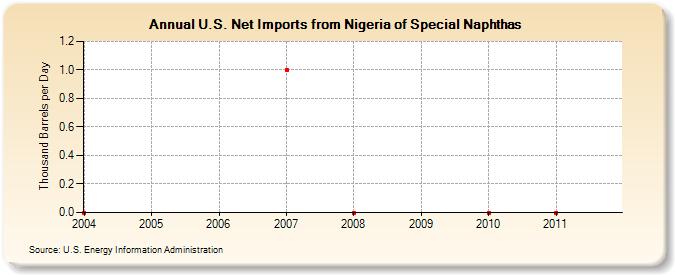 Annual U.S. Net Imports from Nigeria of Special Naphthas
Thousand Barrels per Day
1.2
1.0
0.8
0.6
0.4
0.2
0.0
2004 2005 2006 2007 2008 2009 2010 2011
Source: U.S. Energy Information Administration